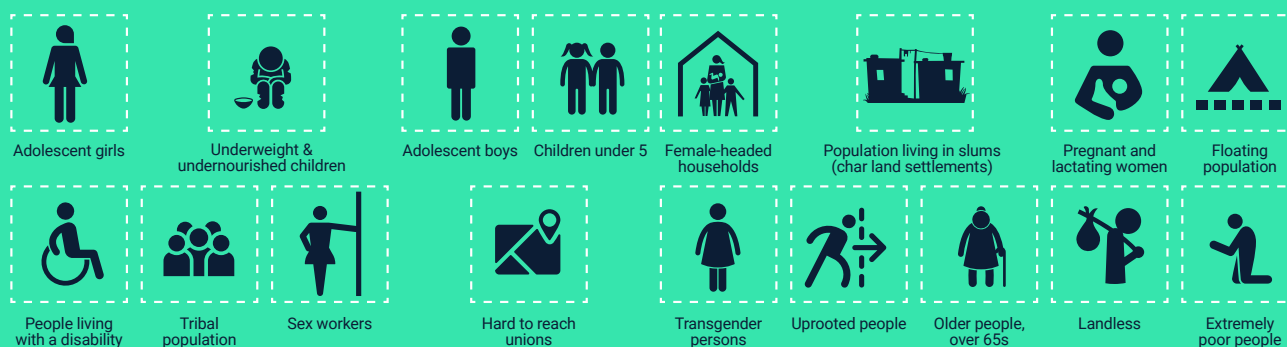 Adolescent girls
Underweight &
undernourished children
Adolescent boys
Children under 5
Female-headed
households
Population living in slums
(char land settlements)
Pregnant and
lactating women
Floating
population
People living
with a disability
Tribal
population
Sex workers
Hard to reach
unions
Transgender
persons
Uprooted people
Older people,
over 65s
Landless
Extremely
poor people